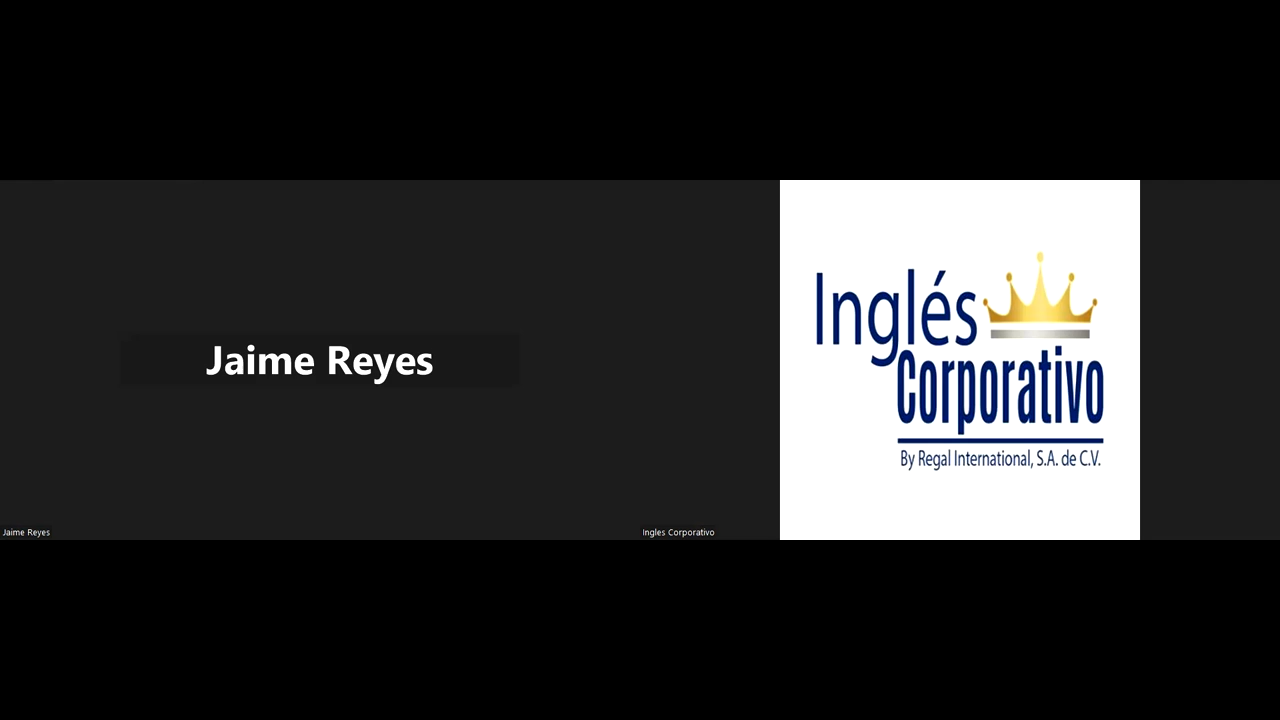 Jaime Reyes
Jaime Reyes
Inglés
Corporativo
By Regal International, S.A. de C.V.
Ingles Corporativo